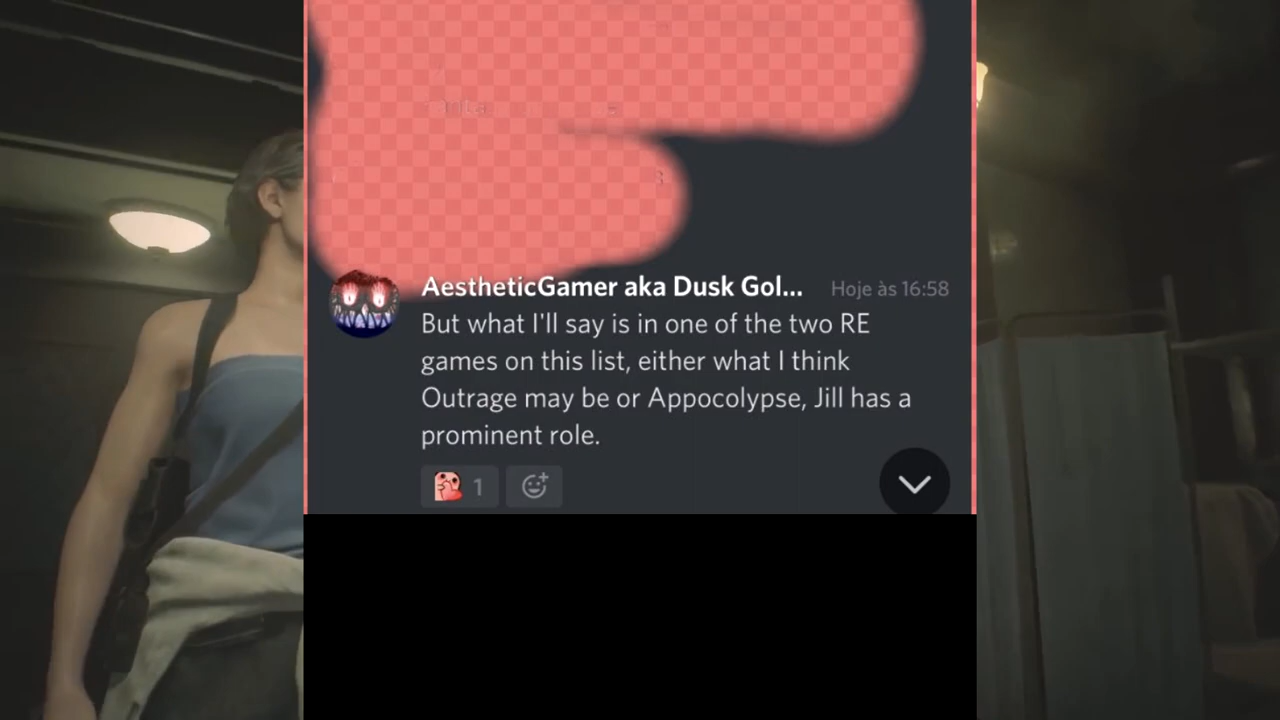 AestheticGamer aka Dusk Gol... Hoje às 16:58
But what I'll say is in one of the two RE
games on this list, either what I think
Outrage may be or Appocolypse, Jill has a
prominent role.
1